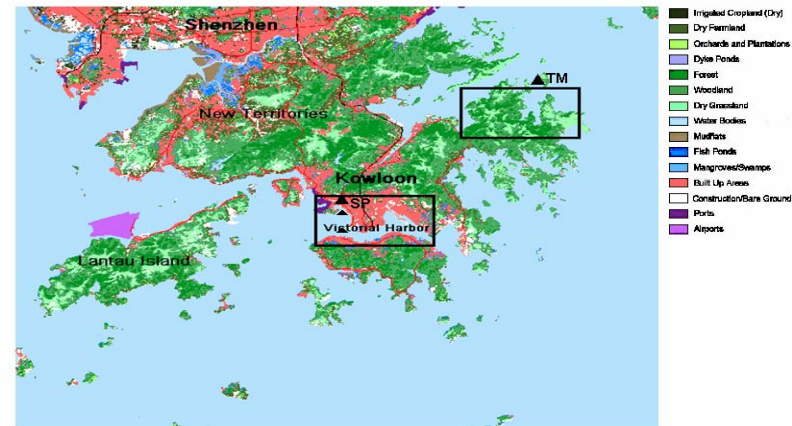 Shenzhen
TM
New Territories
Kowloon
SP
Victorial Harbor
Lantau Island
Irrigated Cropland (Dry)
Dry Farmland
Orchards and Plantations
Dyke Ponds
Forest
Woodland
Dry Grassland
Water Bodies
Mudflats
Fish Ponds
Mangroves/Swamps
Built Up Areas
Construction/Bare Ground
Ports
Airports